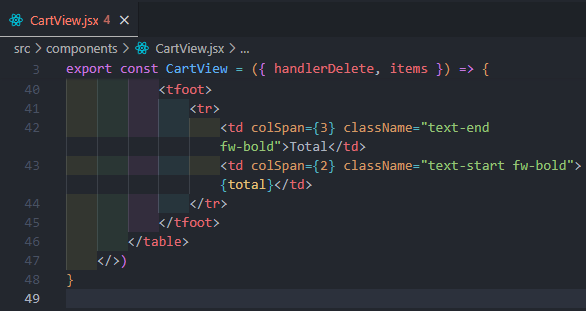 CartView.jsx 4 ×
src > components > CartView.jsx > ...
3 export const CartView = ({ handlerDelete, items }) => {
40 <tfoot>
41 <tr>
42 <td colSpan={3} className="text-end
fw-bold">Total</td>
43 <td colSpan={2} className="text-start fw-bold">
{total}</td>
44 </tr>
45 </tfoot>
46 </table>
47 </>)
48 }
49